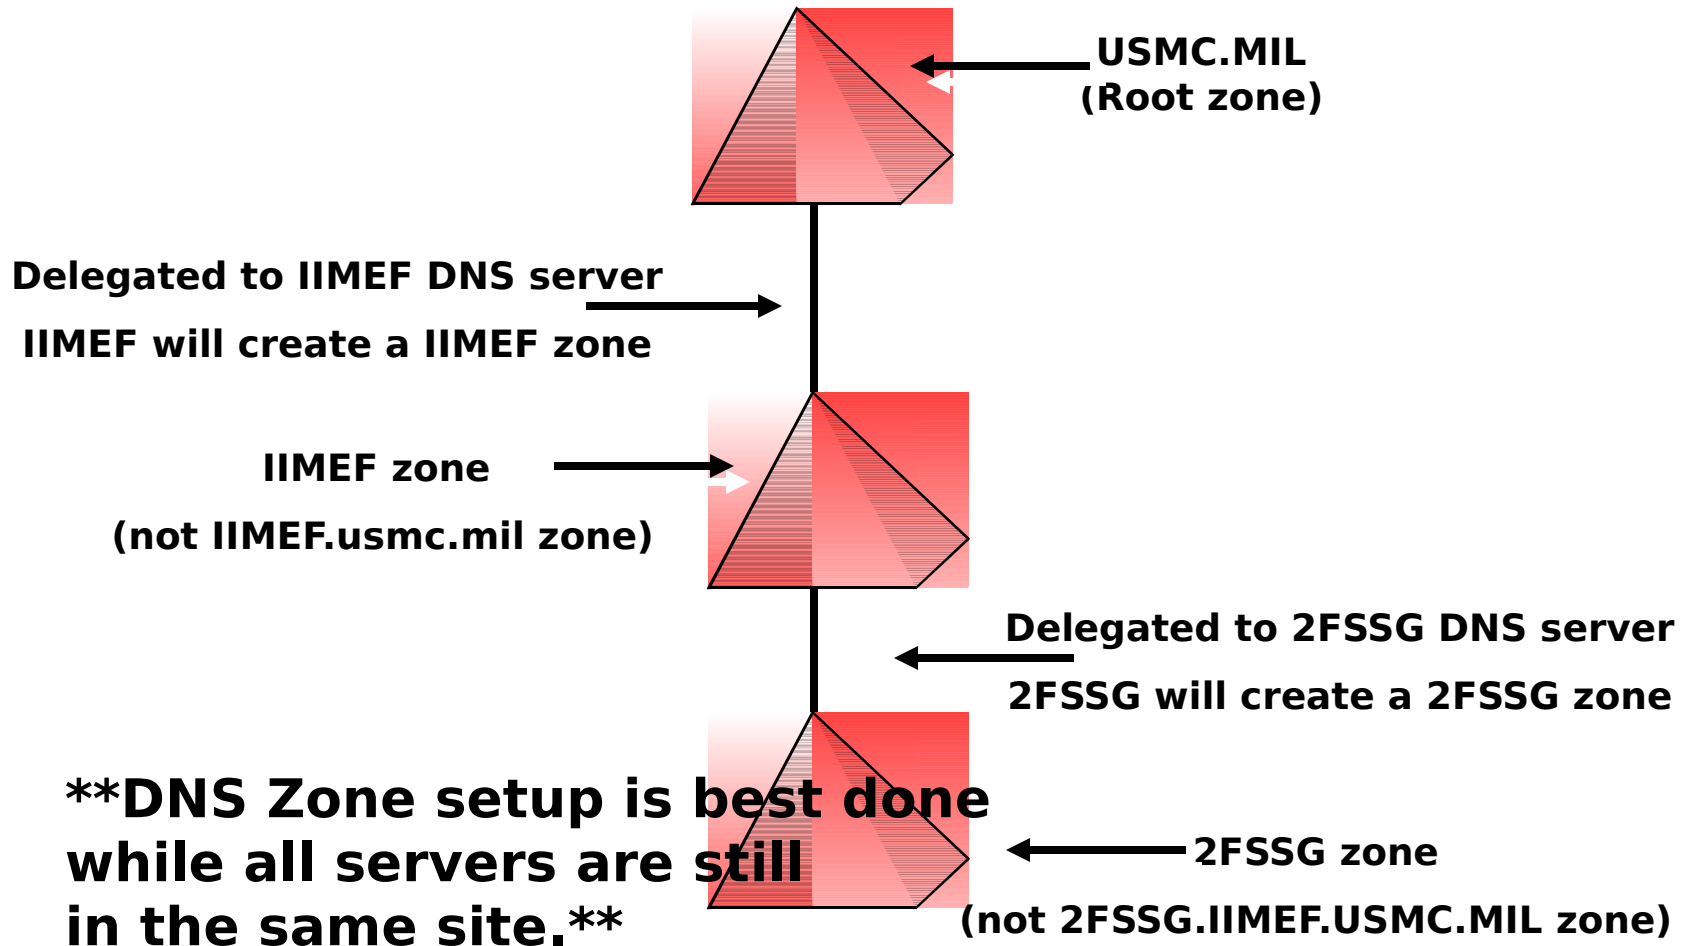 USMC.MIL
(Root zone)
Delegated to IIMEF DNS server
IIMEF will create a IIMEF zone
IIMEF zone
(not IIMEF.usmc.mil zone)
Delegated to 2FSSG DNS server
2FSSG will create a 2FSSG zone
**DNS Zone setup is best done
while all servers are still
in the same site.**
2FSSG zone
(not 2FSSG.IIMEF.USMC.MIL zone)